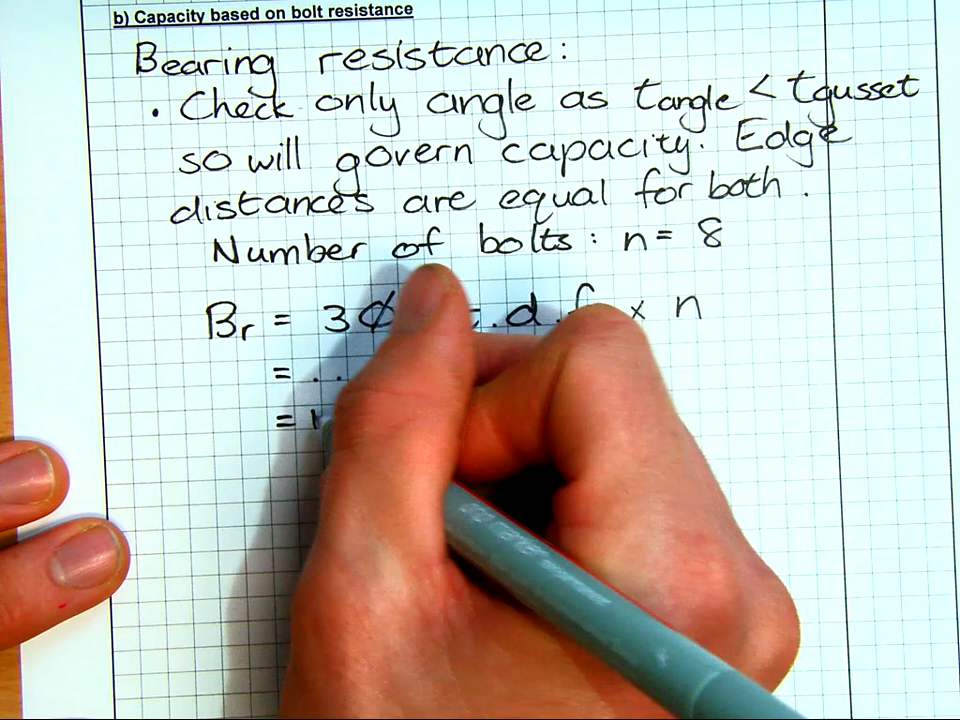 b) Capacity based on bolt resistance
Bearing resistance:
• Check only angle as tangle < tgusset
so will govern capacity. Edge
distances are equal for both.
Number of bolts: n = 8
Br = 3ϕ .d. × n
= ..
=